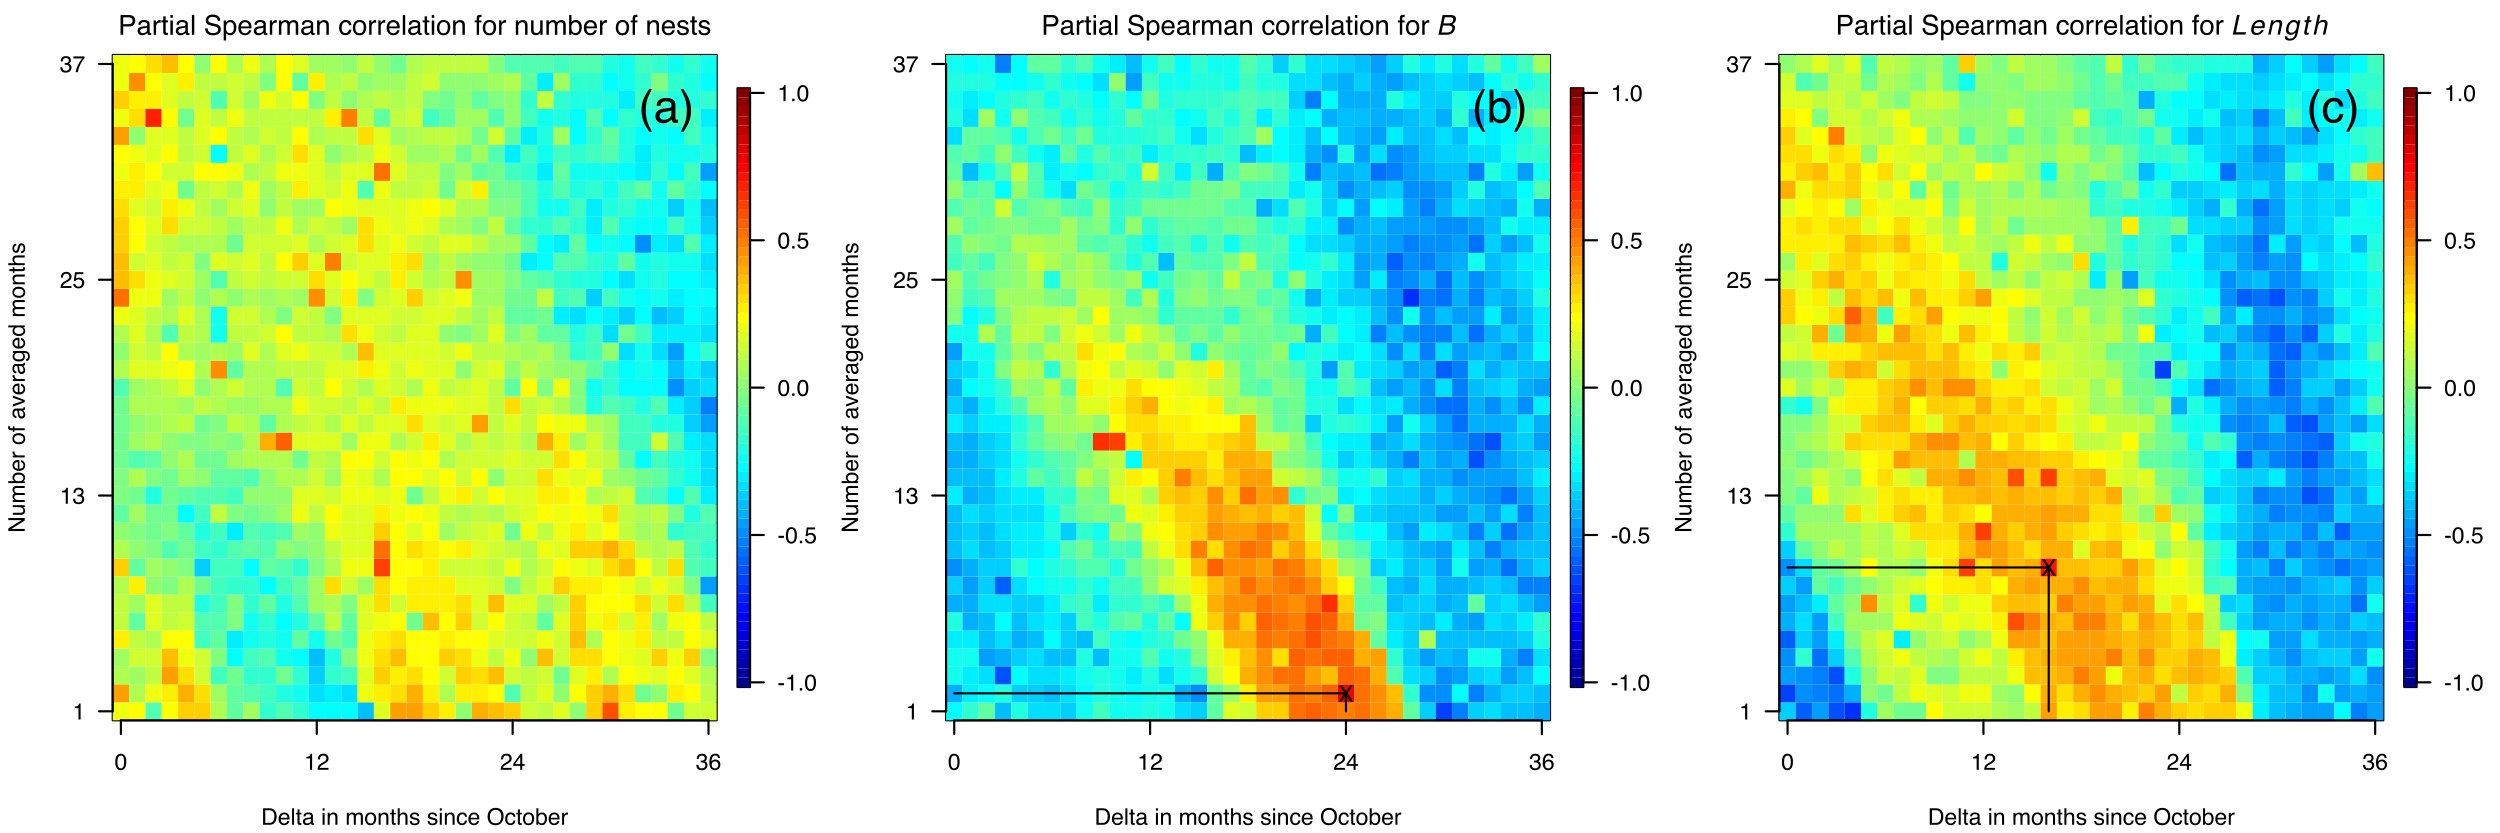 Partial Spearman correlation for number of nests
(a)
37
25
13
1
0
12
24
36
Number of averaged months
Delta in months since October
1.0
0.5
0.0
-0.5
-1.0
Partial Spearman correlation for B
(b)
37
25
13
1
0
12
24
36
X
Number of averaged months
Delta in months since October
1.0
0.5
0.0
-0.5
-1.0
Partial Spearman correlation for Length
(c)
37
25
13
1
0
12
24
36
X
Number of averaged months
Delta in months since October
1.0
0.5
0.0
-0.5
-1.0